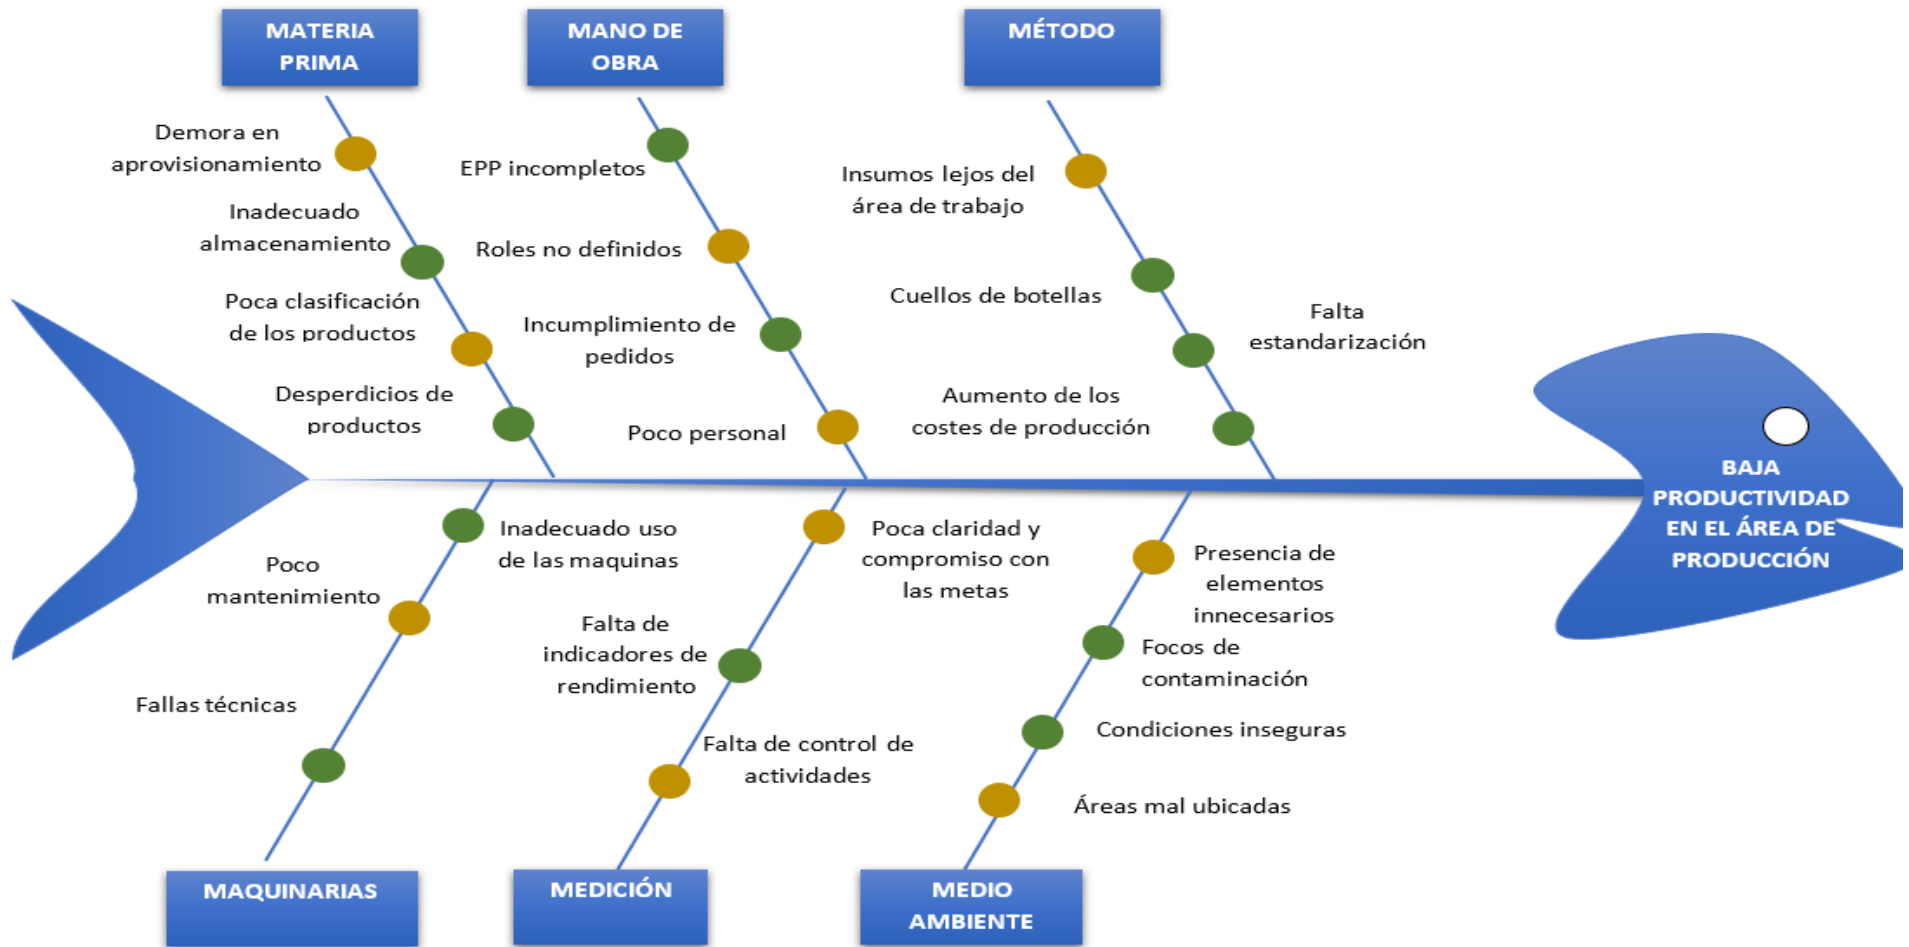 MATERIA
PRIMA
MANO DE
OBRA
MÉTODO
Demora en
aprovisionamiento
Inadecuado
almacenamiento
Poca clasificación
de los productos
Desperdicios de
productos
EPP incompletos
Roles no definidos
Incumplimiento de
pedidos
Poco personal
Insumos lejos del
área de trabajo
Cuellos de botellas
Falta
estandarización
Aumento de los
costes de producción
BAJA
PRODUCTIVIDAD
EN EL ÁREA DE
PRODUCCIÓN
Inadecuado uso
de las maquinas
Poco
mantenimiento
Fallas técnicas
Poca claridad y
compromiso con
las metas
Falta de
indicadores de
rendimiento
Falta de control de
actividades
Presencia de
elementos
innecesarios
Focos de
contaminación
Condiciones inseguras
Áreas mal ubicadas
MAQUINARIAS
MEDICIÓN
MEDIO
AMBIENTE